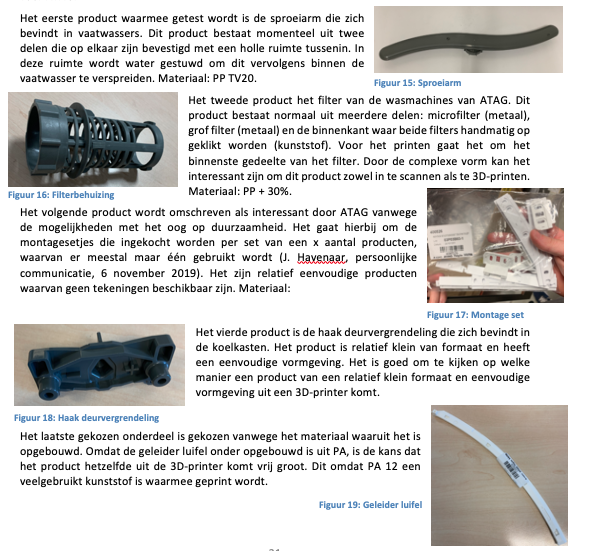 Het eerste product waarmee getest wordt is de sproeiarm die zich
bevindt in vaatwassers. Dit product bestaat momenteel uit twee
delen die op elkaar zijn bevestigd met een holle ruimte tussenin. In
deze ruimte wordt water gestuwd om dit vervolgens binnen de
vaatwasser te verspreiden. Materiaal: PP TV20.
Figuur 15: Sproeiarm
Het tweede product het filter van de wasmachines van ATAG. Dit
product bestaat normaal uit meerdere delen: microfilter (metaal),
grof filter (metaal) en de binnenkant waar beide filters handmatig op
geklikt worden (kunststof). Voor het printen gaat het om het
binnenste gedeelte van het filter. Door de complexe vorm kan het
interessant zijn om dit product zowel in te scannen als te 3D-printen.
Materiaal: PP + 30%.
Figuur 16: Filterbehuizing
Het volgende product wordt omschreven als interessant door ATAG vanwege
de mogelijkheden met het oog op duurzaamheid. Het gaat hierbij om de
montagesetjes die ingekocht worden per set van een x aantal producten,
waarvan er meestal maar één gebruikt wordt (J. Havenaar, persoonlijke
communicatie, 6 november 2019). Het zijn relatief eenvoudige producten
waarvan geen tekeningen beschikbaar zijn. Materiaal:
Figuur 17: Montage set
Het vierde product is de haak deurvergrendeling die zich bevindt in
de koelkasten. Het product is relatief klein van formaat en heeft
een eenvoudige vormgeving. Het is goed om te kijken op welke
manier een product van een relatief klein formaat en eenvoudige
vormgeving uit een 3D-printer komt.
Figuur 18: Haak deurvergrendeling
Het laatste gekozen onderdeel is gekozen vanwege het materiaal waaruit het is
opgebouwd. Omdat de geleider luifel onder opgebouwd is uit PA, is de kans dat
het product hetzelfde uit de 3D-printer komt vrij groot. Dit omdat PA 12 een
veelgebruikt kunststof is waarmee geprint wordt.
Figuur 19: Geleider luifel